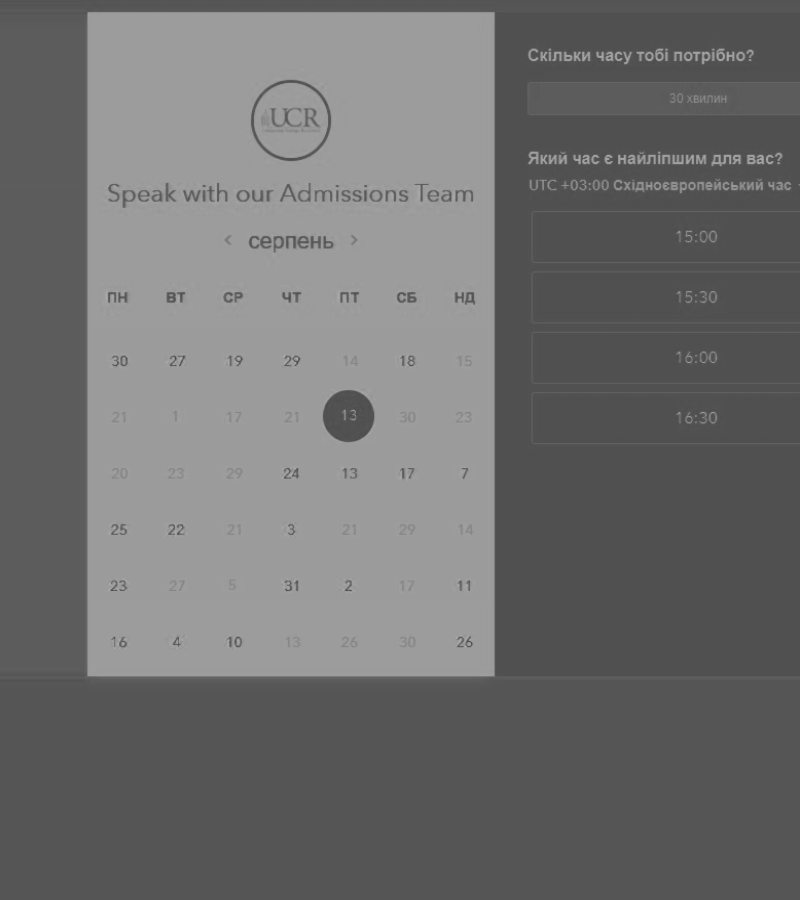 UCR
Speak with our Admissions Team
< серпень >
ПН ВТ СР ЧТ ПТ СБ НД
30 27 19 29 14 18 15
21 1 17 21 13 30 23
20 23 29 24 13 17 7
25 22 21 3 21 29 14
23 27 5 31 2 17 11
16 4 10 13 26 30 26
Скільки часу тобі потрібно?
30 хвилин
Який час є найліпшим для вас?
UTC +03:00 Східноєвропейський час
15:00
15:30
16:00
16:30